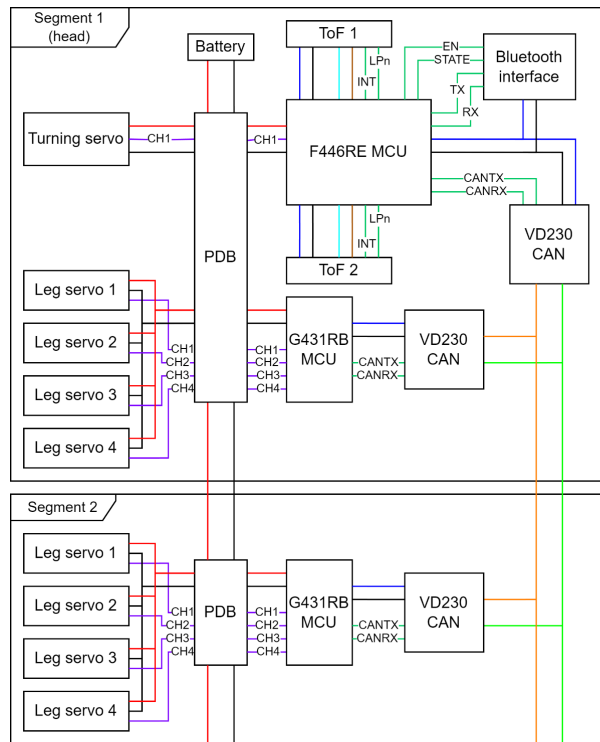 Segment 1
(head)
Battery
ToF 1
LPn
INT
EN
STATE
TX
RX
Bluetooth
interface
Turning servo
CH1
CH1
F446RE MCU
CANTX
CANRX
LPn
INT
ToF 2
VD230
CAN
PDB
Leg servo 1
Leg servo 2
Leg servo 3
Leg servo 4
CH1
CH2
CH3
CH4
CH1
CH2
CH3
CH4
G431RB
MCU
CANTX
CANRX
VD230
CAN
Segment 2
Leg servo 1
Leg servo 2
Leg servo 3
Leg servo 4
CH1
CH2
CH3
CH4
PDB
CH1
CH2
CH3
CH4
G431RB
MCU
CANTX
CANRX
VD230
CAN